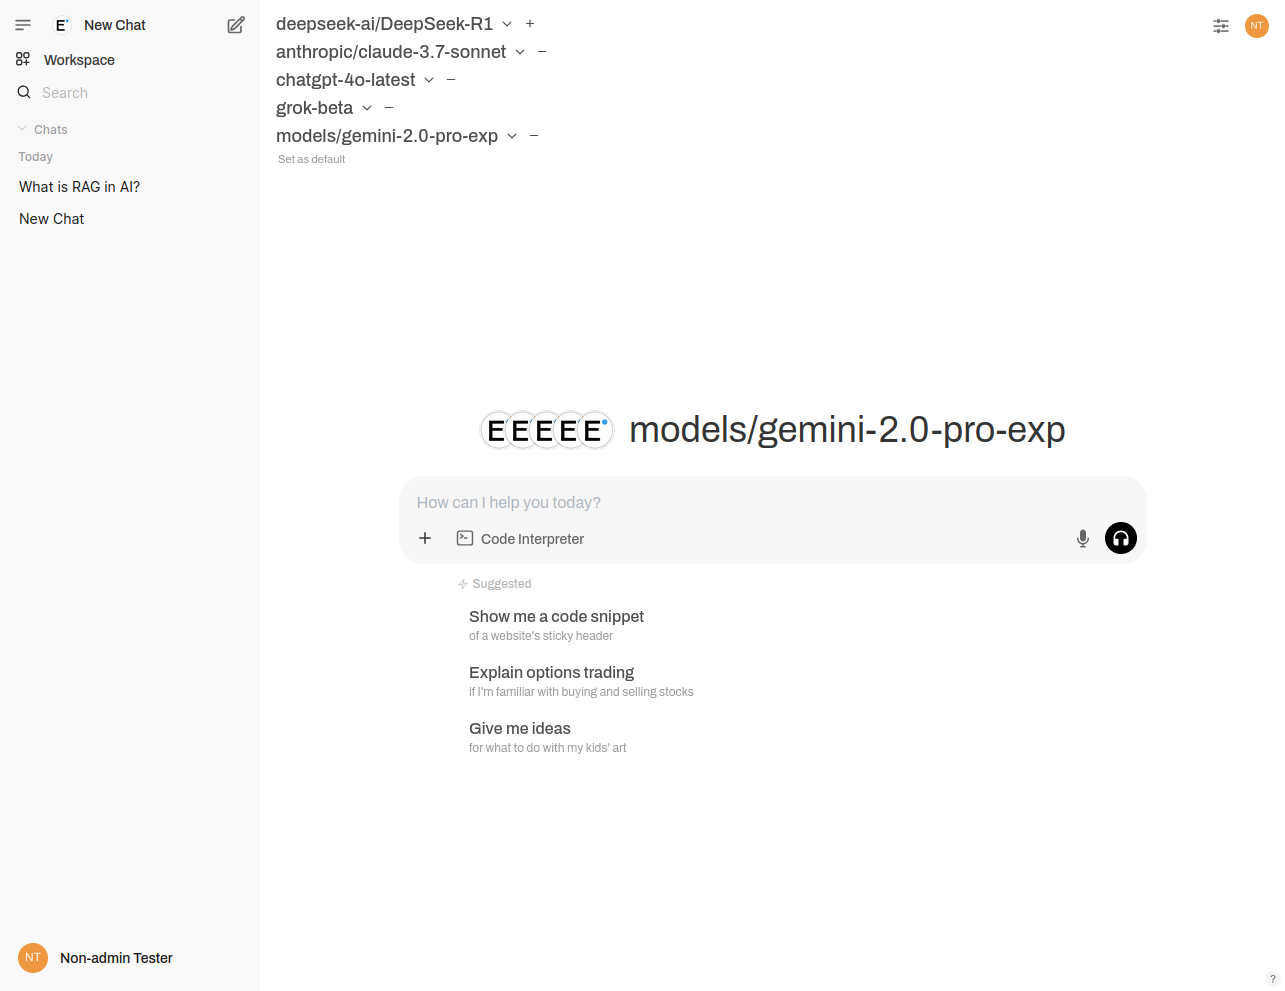 E New Chat
Workspace
Search
Chats
Today
What is RAG in AI?
New Chat
NT Non-admin Tester
deepseek-ai/DeepSeek-R1 +
anthropic/claude-3.7-sonnet −
chatgpt-4o-latest −
grok-beta −
models/gemini-2.0-pro-exp −
Set as default
NT
E E E E E models/gemini-2.0-pro-exp
How can I help you today?
+ Code Interpreter
Suggested
Show me a code snippet
of a website's sticky header
Explain options trading
if I'm familiar with buying and selling stocks
Give me ideas
for what to do with my kids' art
?